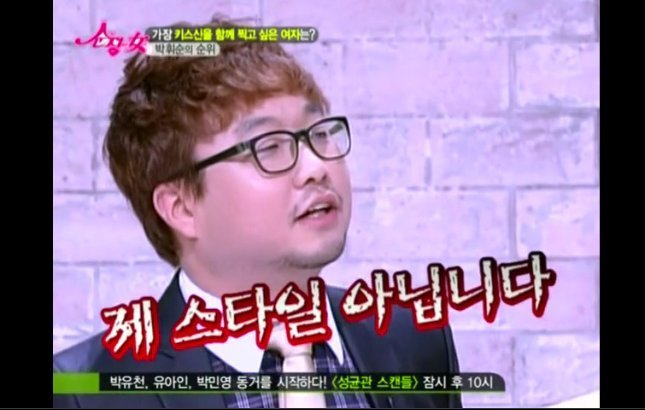 가장 키스신을 함께 찍고 싶은 여자는?
박휘순의 순위
제 스타일 아닙니다
박유천, 유아인, 박민영 동거를 시작하다! <성균관 스캔들> 잠시 후 10시